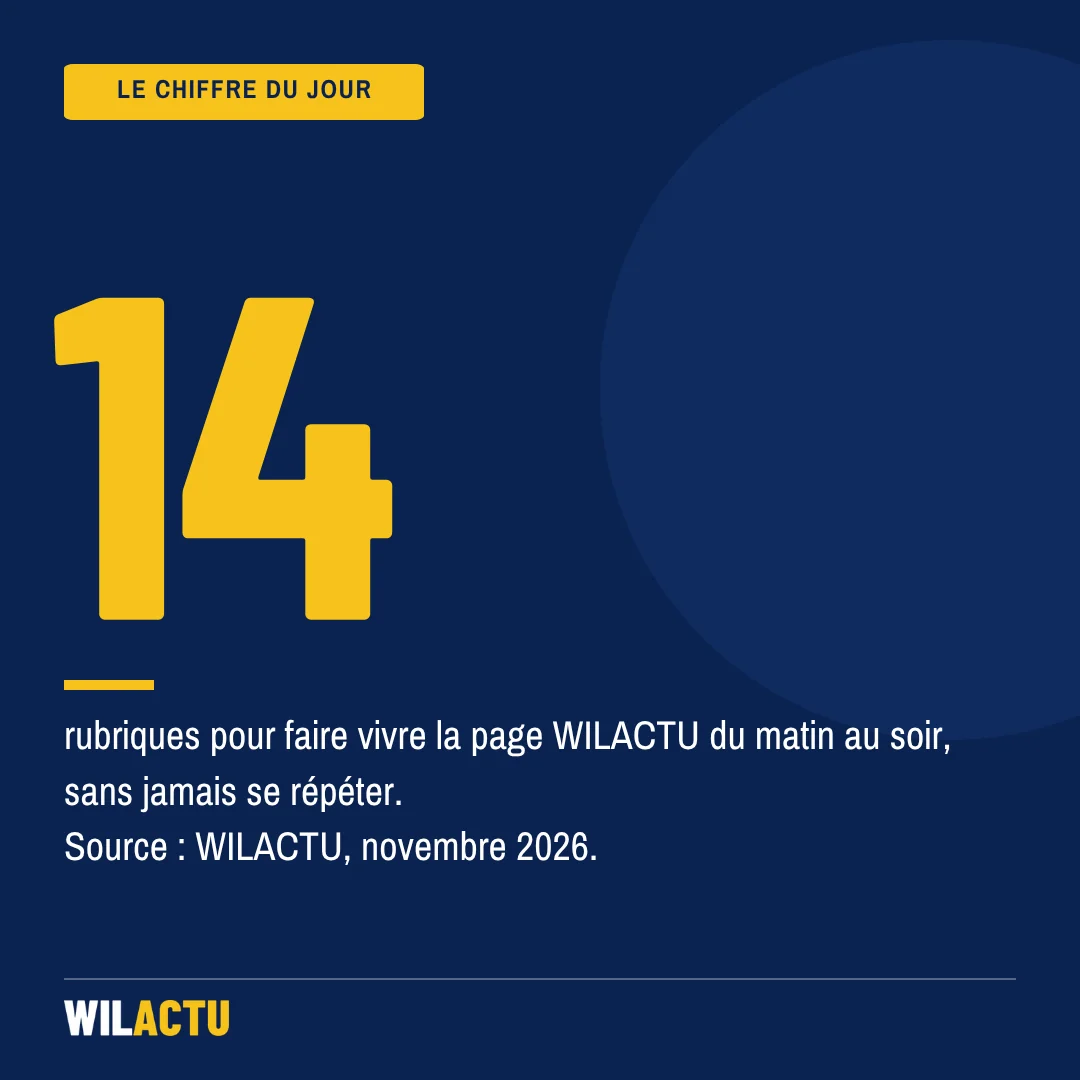 LE CHIFFRE DU JOUR
14
rubriques pour faire vivre la page WILACTU du matin au soir,
sans jamais se répéter.
Source : WILACTU, novembre 2026.
WILACTU